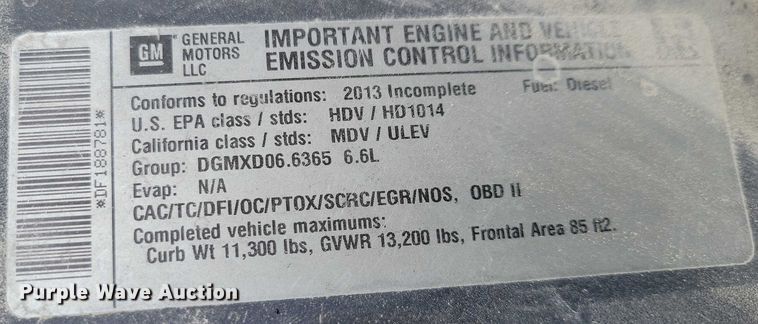 GM GENERAL MOTORS LLC
IMPORTANT ENGINE AND VEHICLE
EMISSION CONTROL INFORMATION
Conforms to regulations: 2013 Incomplete Fuel: Diesel
U.S. EPA class / stds: HDV / HD1014
California class / stds: MDV / ULEV
Group: DGMXD06.6365 6.6L
Evap: N/A
CAC/TC/DFI/OC/PTOX/SCRC/EGR/NOS, OBD II
Completed vehicle maximums:
Curb Wt 11,300 lbs, GVWR 13,200 lbs, Frontal Area 85 ft2.
*DF188781*
Purple Wave Auction